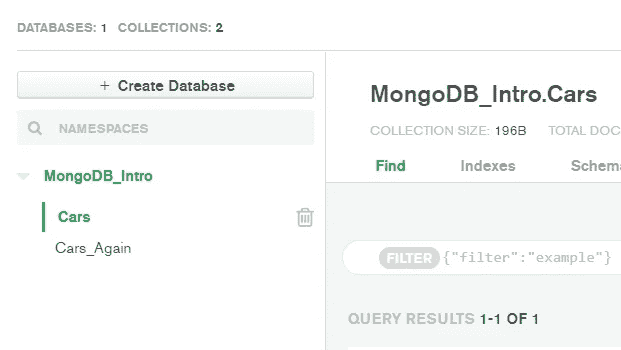 DATABASES: 1 COLLECTIONS: 2
+ Create Database
NAMESPACES
MongoDB_Intro
Cars
Cars_Again
MongoDB_Intro.Cars
COLLECTION SIZE: 196B TOTAL DOC
Find Indexes Schema
FILTER {"filter":"example"}
QUERY RESULTS 1-1 OF 1